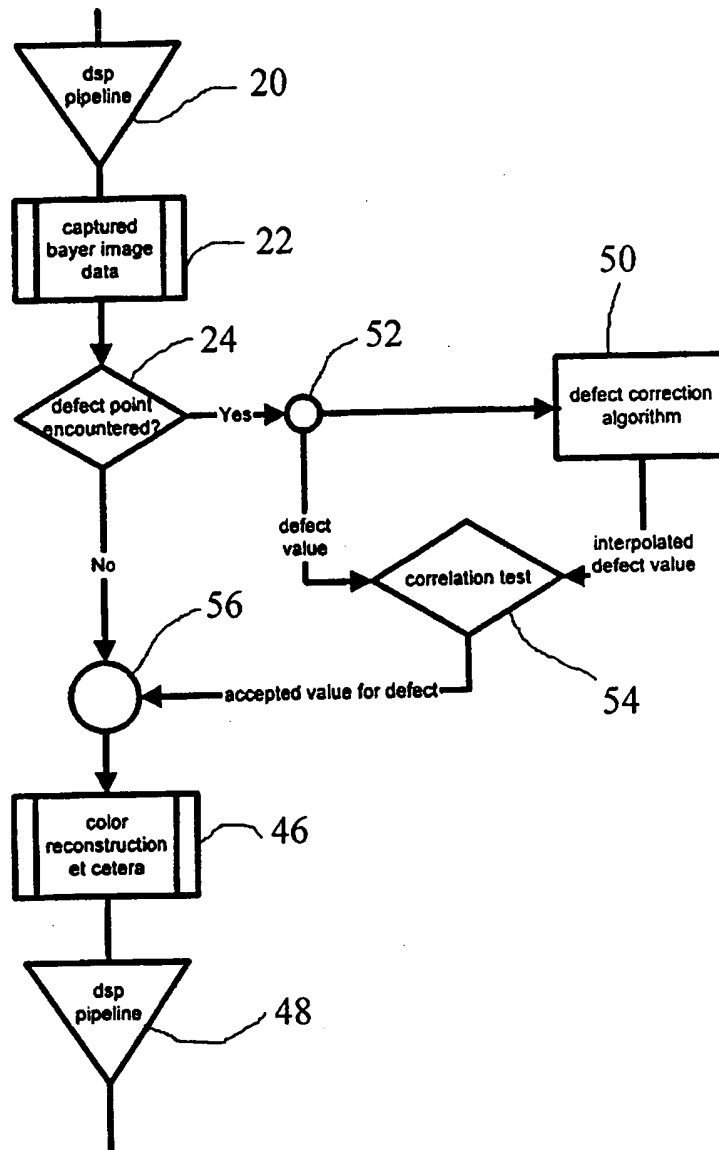 dsp
pipeline
20
captured
bayer image
data
22
24
defect point
encountered?
Yes
52
50
defect correction
algorithm
defect
value
interpolated
defect value
correlation test
54
No
56
accepted value for defect
color
reconstruction
et cetera
46
dsp
pipeline
48